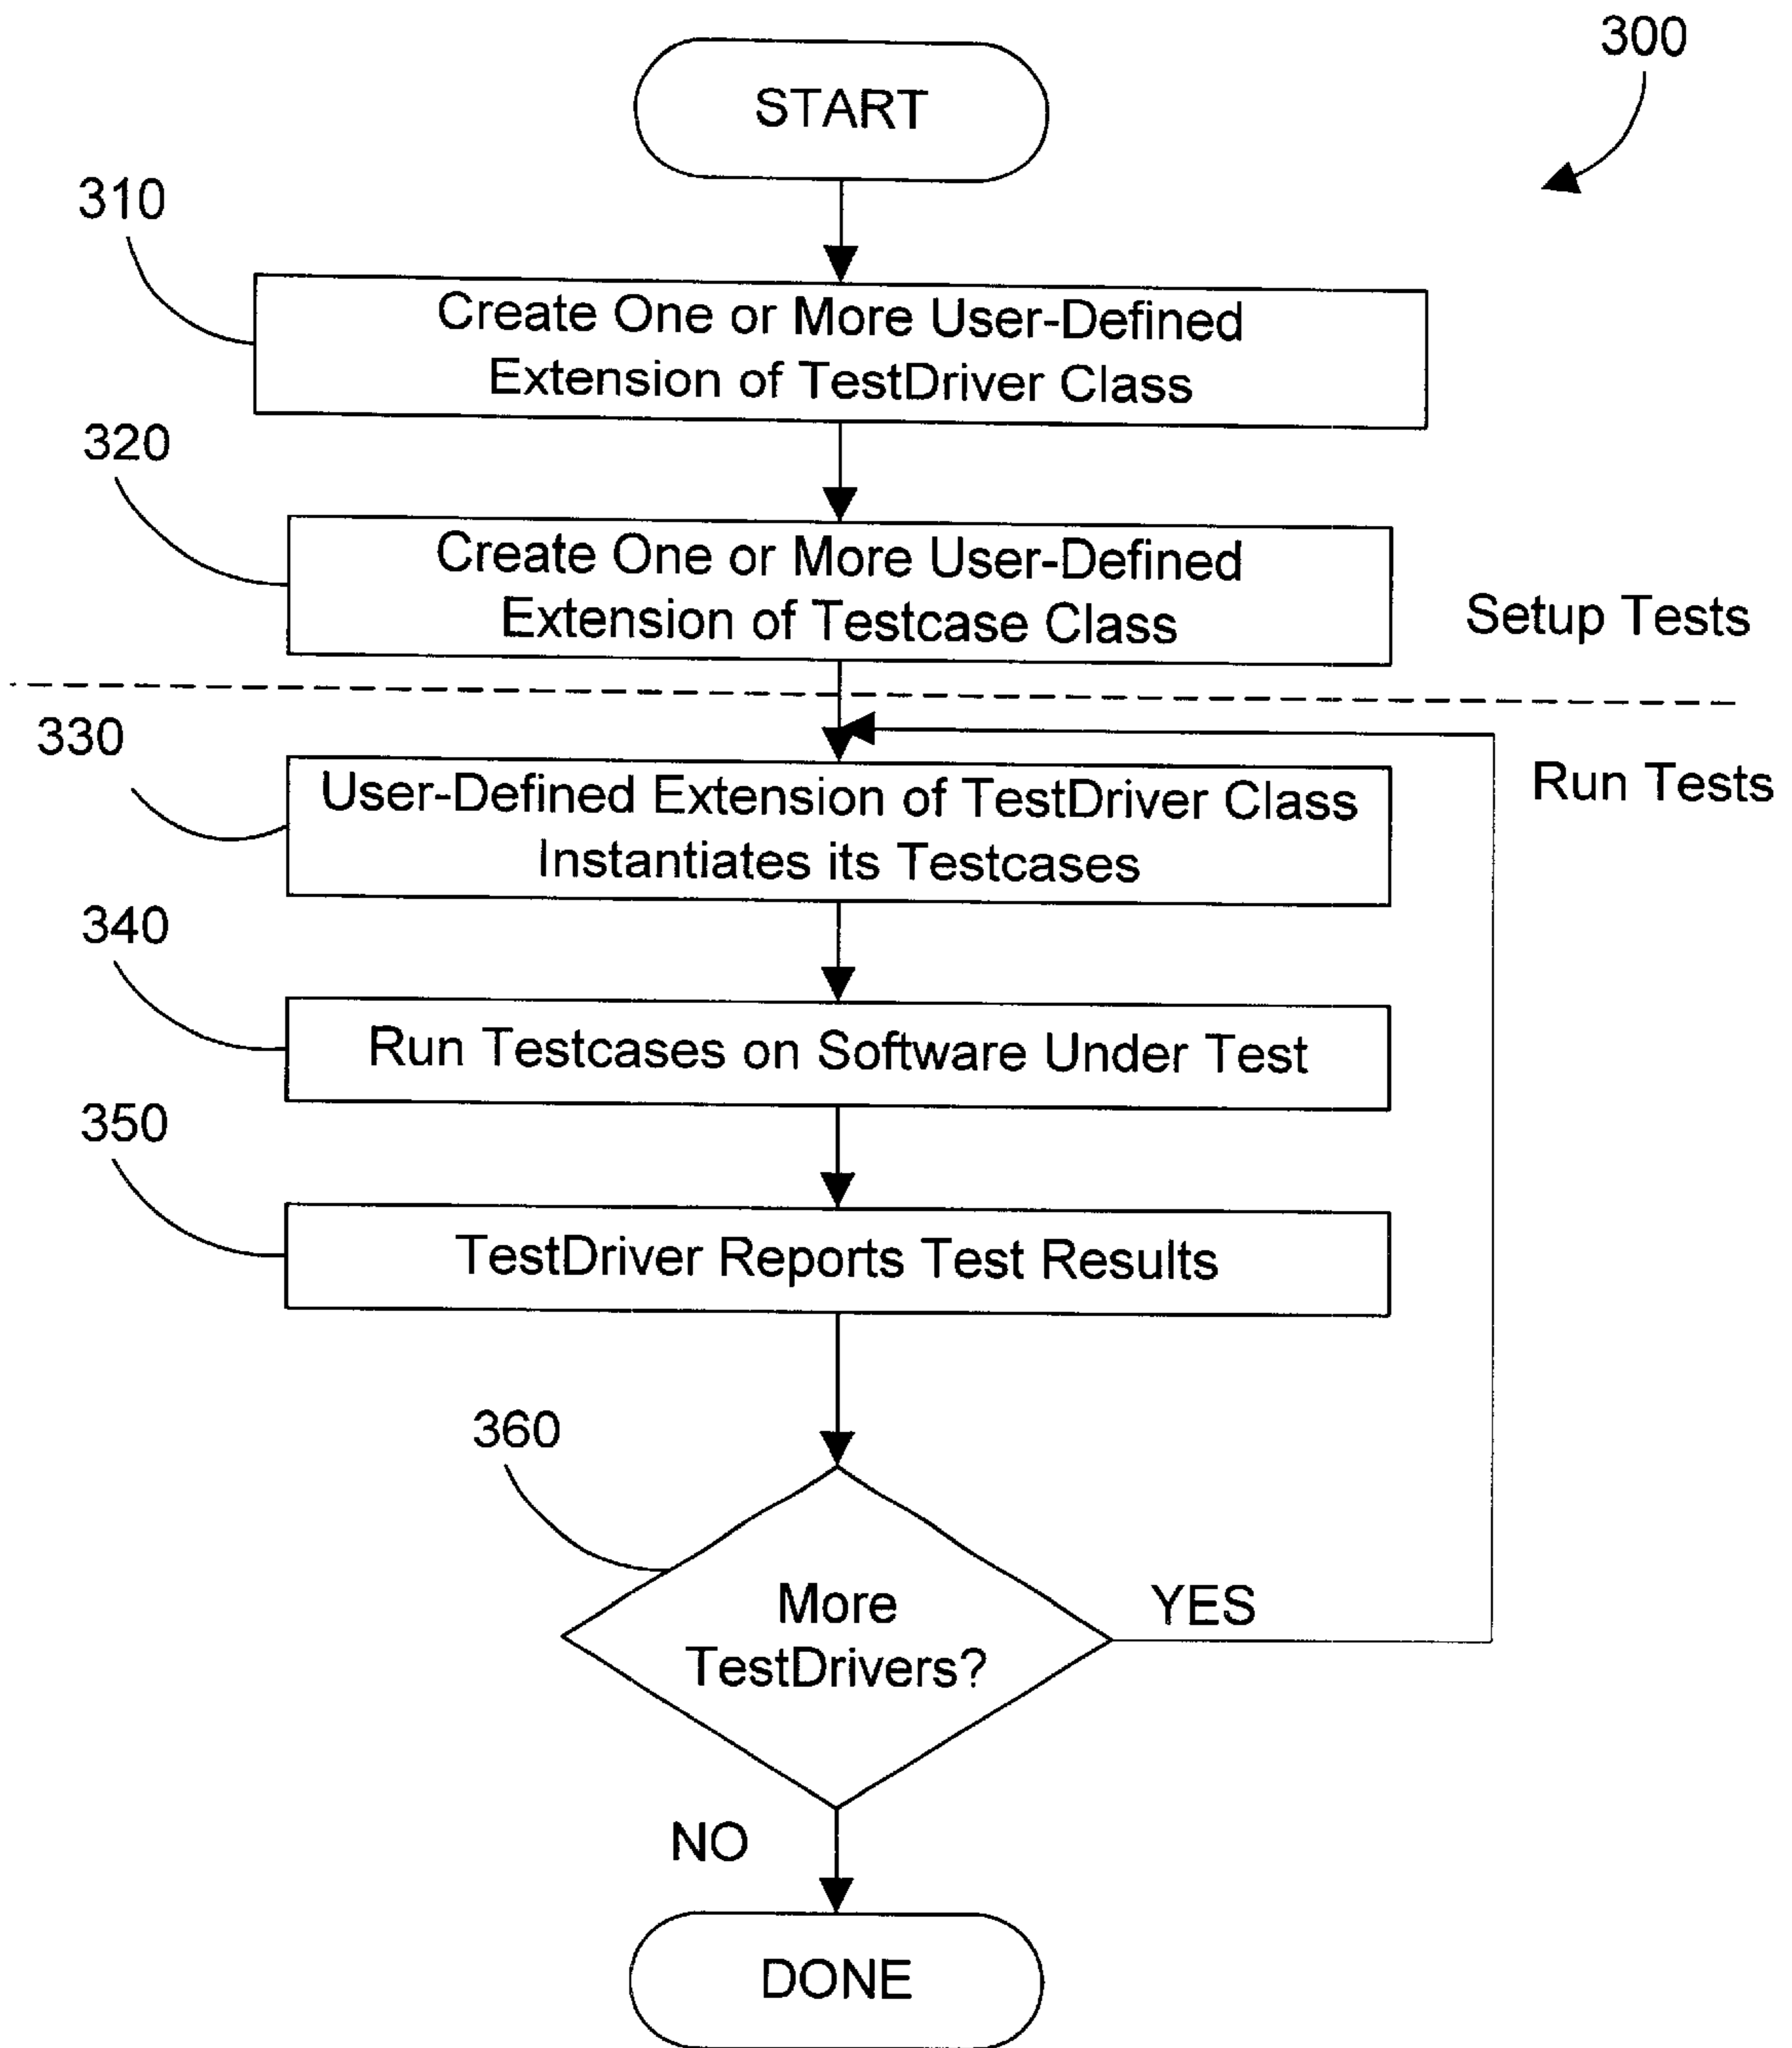 300
START
310
Create One or More User-Defined
Extension of TestDriver Class
320
Create One or More User-Defined
Extension of Testcase Class
Setup Tests
330
Run Tests
User-Defined Extension of TestDriver Class
Instantiates its Testcases
340
Run Testcases on Software Under Test
350
TestDriver Reports Test Results
360
More
TestDrivers?
YES
NO
DONE